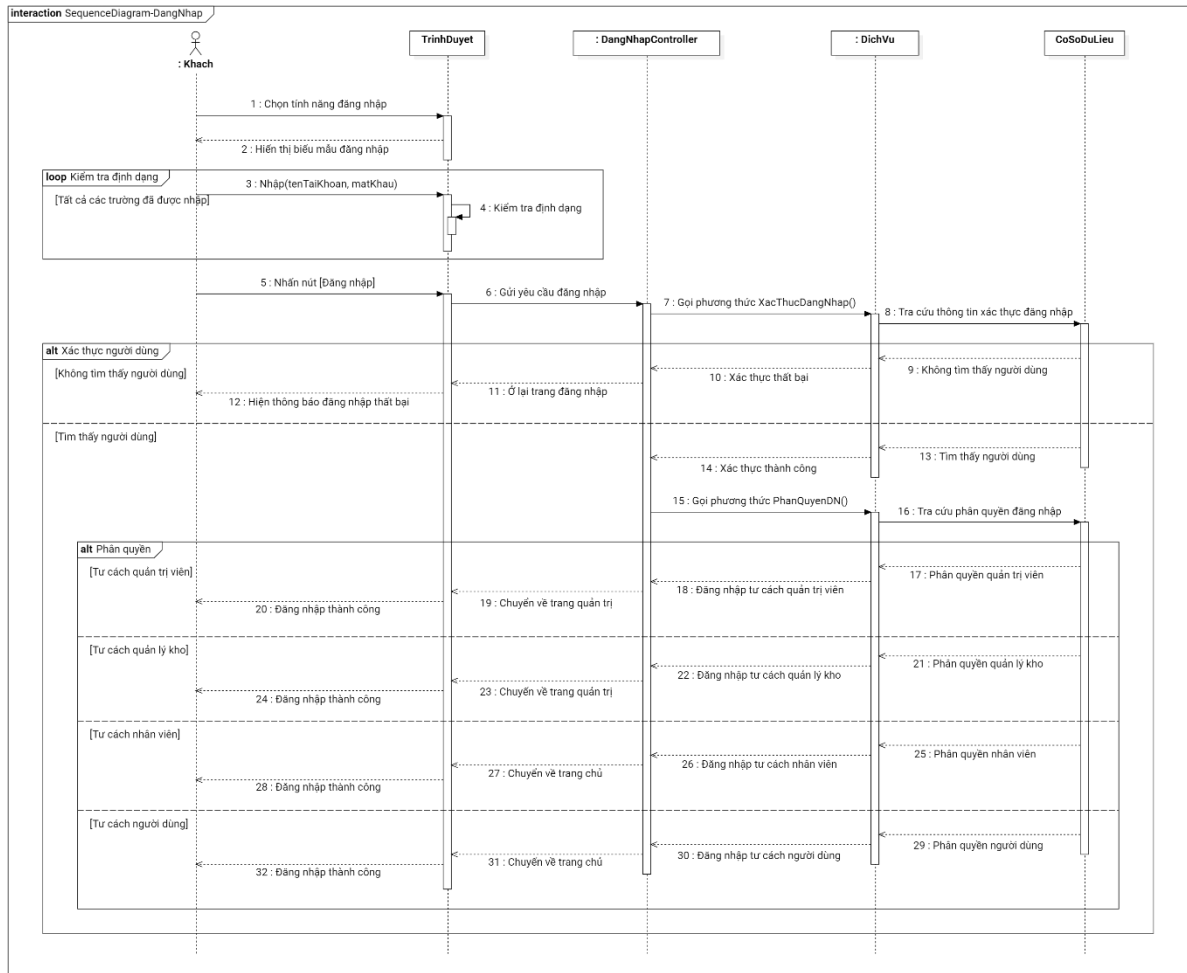 interaction SequenceDiagram-DangNhap
: Khach
TrinhDuyet
: DangNhapController
: DichVu
CoSoDuLieu
1 : Chọn tính năng đăng nhập
2 : Hiển thị biểu mẫu đăng nhập
loop Kiểm tra định dạng
3 : Nhập(tenTaiKhoan, matKhau)
[Tất cả các trường đã được nhập]
4 : Kiểm tra định dạng
5 : Nhấn nút [Đăng nhập]
6 : Gửi yêu cầu đăng nhập
7 : Gọi phương thức XacThucDangNhap()
8 : Tra cứu thông tin xác thực đăng nhập
alt Xác thực người dùng
[Không tìm thấy người dùng]
9 : Không tìm thấy người dùng
10 : Xác thực thất bại
11 : Ở lại trang đăng nhập
12 : Hiện thông báo đăng nhập thất bại
[Tìm thấy người dùng]
13 : Tìm thấy người dùng
14 : Xác thực thành công
15 : Gọi phương thức PhanQuyenDN()
16 : Tra cứu phân quyền đăng nhập
alt Phân quyền
[Tư cách quản trị viên]
17 : Phân quyền quản trị viên
18 : Đăng nhập tư cách quản trị viên
19 : Chuyển về trang quản trị
20 : Đăng nhập thành công
[Tư cách quản lý kho]
21 : Phân quyền quản lý kho
22 : Đăng nhập tư cách quản lý kho
23 : Chuyển về trang quản trị
24 : Đăng nhập thành công
[Tư cách nhân viên]
25 : Phân quyền nhân viên
26 : Đăng nhập tư cách nhân viên
27 : Chuyển về trang chủ
28 : Đăng nhập thành công
[Tư cách người dùng]
29 : Phân quyền người dùng
30 : Đăng nhập tư cách người dùng
31 : Chuyển về trang chủ
32 : Đăng nhập thành công